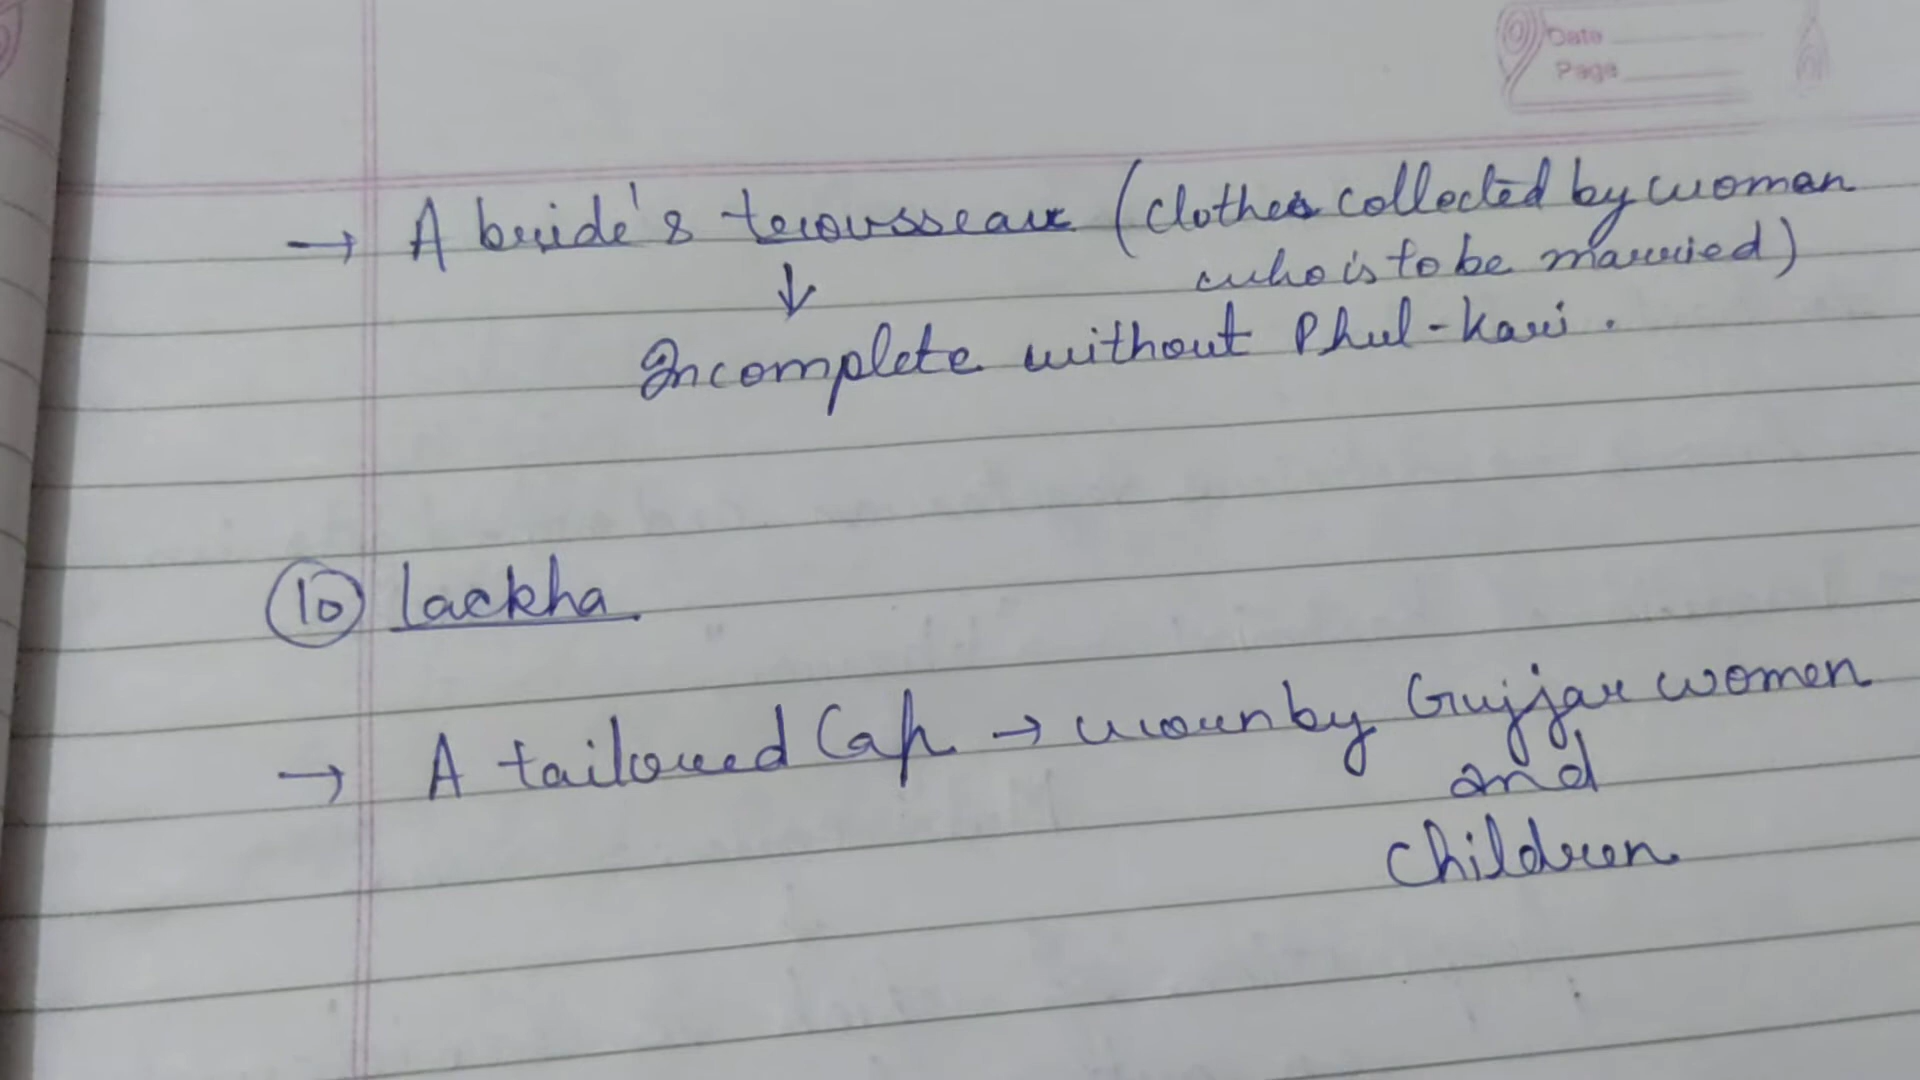 Date
Page
→ A bride's trousseau (clothes collected by woman
who is to be married)
↓
Incomplete without Phul-kari.
10 lackha
→ A tailored Cap → worn by Gujjar women
and
children